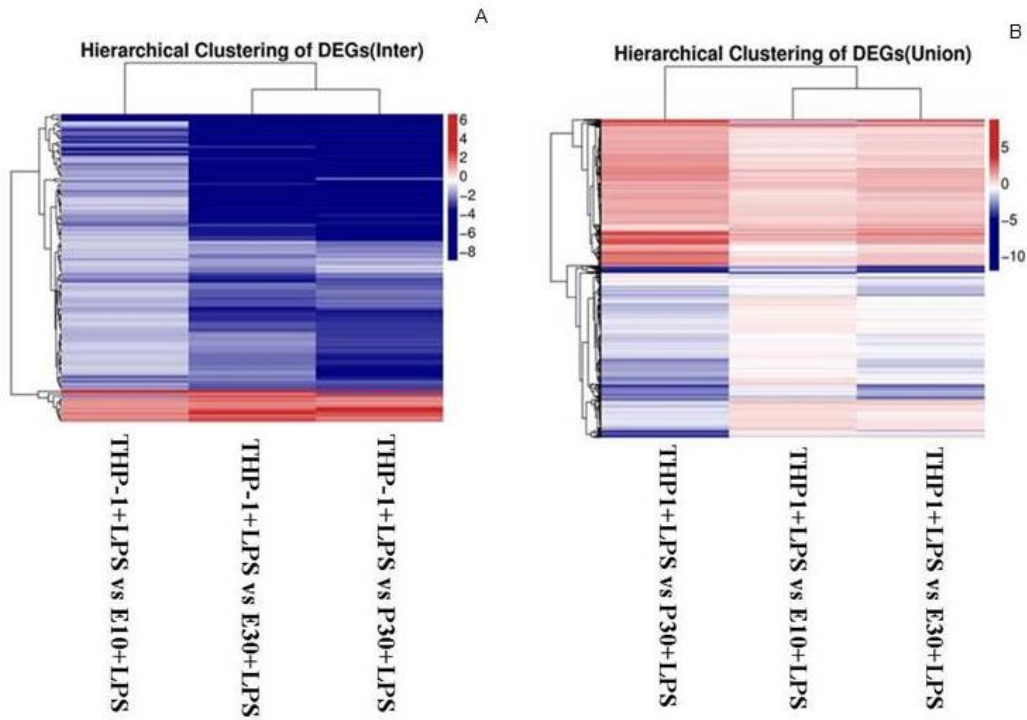 A
Hierarchical Clustering of DEGs(Inter)
6
4
2
0
−2
−4
−6
−8
THP-1+LPS vs E10+LPS
THP-1+LPS vs E30+LPS
THP-1+LPS vs P30+LPS
B
Hierarchical Clustering of DEGs(Union)
5
0
−5
−10
THP1+LPS vs P30+LPS
THP1+LPS vs E10+LPS
THP1+LPS vs E30+LPS